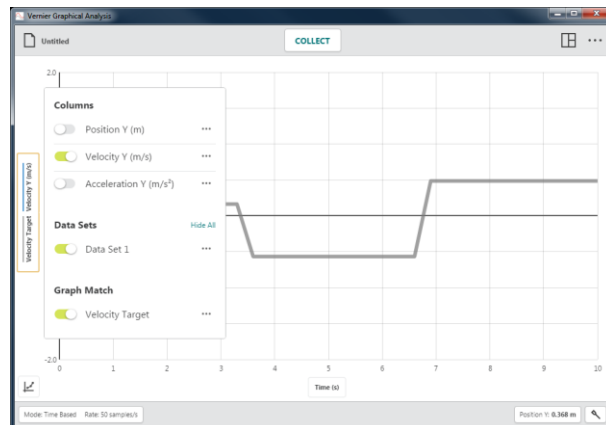 Vernier Graphical Analysis
Untitled
COLLECT
2.0
Columns
Position Y (m)
Velocity Y (m/s)
Acceleration Y (m/s²)
Data Sets
Hide All
Data Set 1
Graph Match
Velocity Target
Velocity Target Velocity Y (m/s)
-2.0
0 1 2 3 4 5 6 7 8 9 10
Time (s)
Mode: Time Based Rate: 50 samples/s
Position Y: 0.368 m